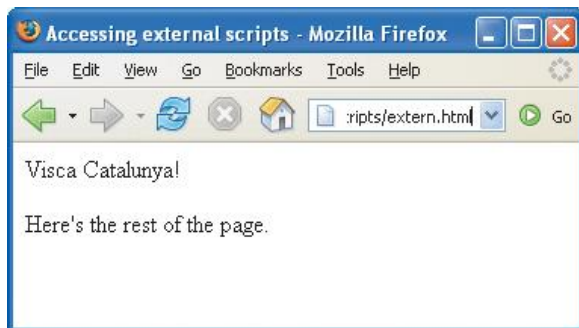 Accessing external scripts - Mozilla Firefox
File Edit View Go Bookmarks Tools Help
:ripts/extern.html Go
Visca Catalunya!
Here's the rest of the page.